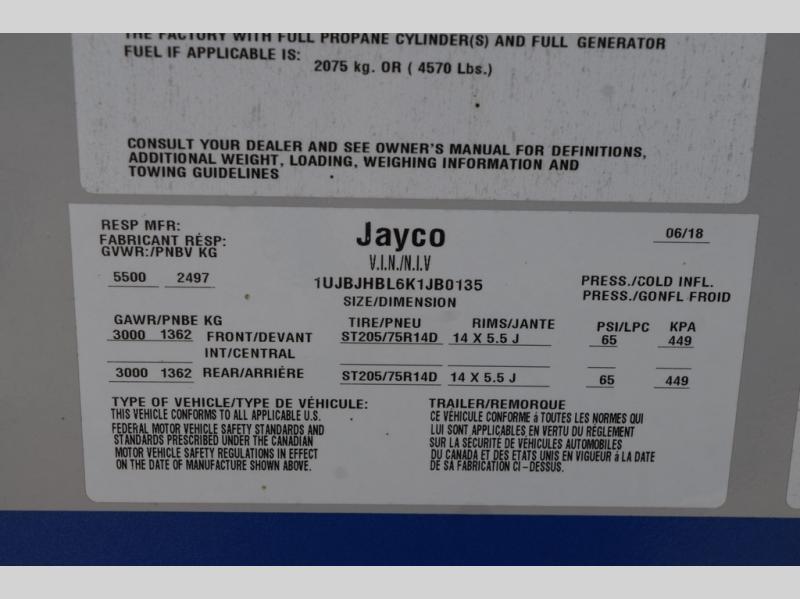 THE FACTORY WITH FULL PROPANE CYLINDER(S) AND FULL GENERATOR
FUEL IF APPLICABLE IS:
2075 kg. OR ( 4570 Lbs.)
CONSULT YOUR DEALER AND SEE OWNER'S MANUAL FOR DEFINITIONS,
ADDITIONAL WEIGHT, LOADING, WEIGHING INFORMATION AND
TOWING GUIDELINES
RESP MFR:
FABRICANT RÉSP:
Jayco
06/18
GVWR:/PNBV KG
V.I.N./N.I.V
5500 2497
1UJBJHBL6K1JB0135
PRESS./COLD INFL.
SIZE/DIMENSION
PRESS./GONFL FROID
GAWR/PNBE KG TIRE/PNEU RIMS/JANTE PSI/LPC KPA
3000 1362 FRONT/DEVANT ST205/75R14D 14 X 5.5 J 65 449
INT/CENTRAL
3000 1362 REAR/ARRIÈRE ST205/75R14D 14 X 5.5 J 65 449
TYPE OF VEHICLE/TYPE DE VÉHICULE: TRAILER/REMORQUE
THIS VEHICLE CONFORMS TO ALL APPLICABLE U.S.
FEDERAL MOTOR VEHICLE SAFETY STANDARDS AND
STANDARDS PRESCRIBED UNDER THE CANADIAN
MOTOR VEHICLE SAFETY REGULATIONS IN EFFECT
ON THE DATE OF MANUFACTURE SHOWN ABOVE.
CE VÉHICULE CONFORME à TOUTES LES NORMES QUI
LUI SONT APPLICABLES EN VERTU DU RÉGLEMENT
SUR LA SECURITÉ DE VÉHICULES AUTOMOBILES
DU CANADA ET DES ETATS UNIS EN VIGUEUR à LA DATE
DE SA FABRICATION CI-DESSUS.